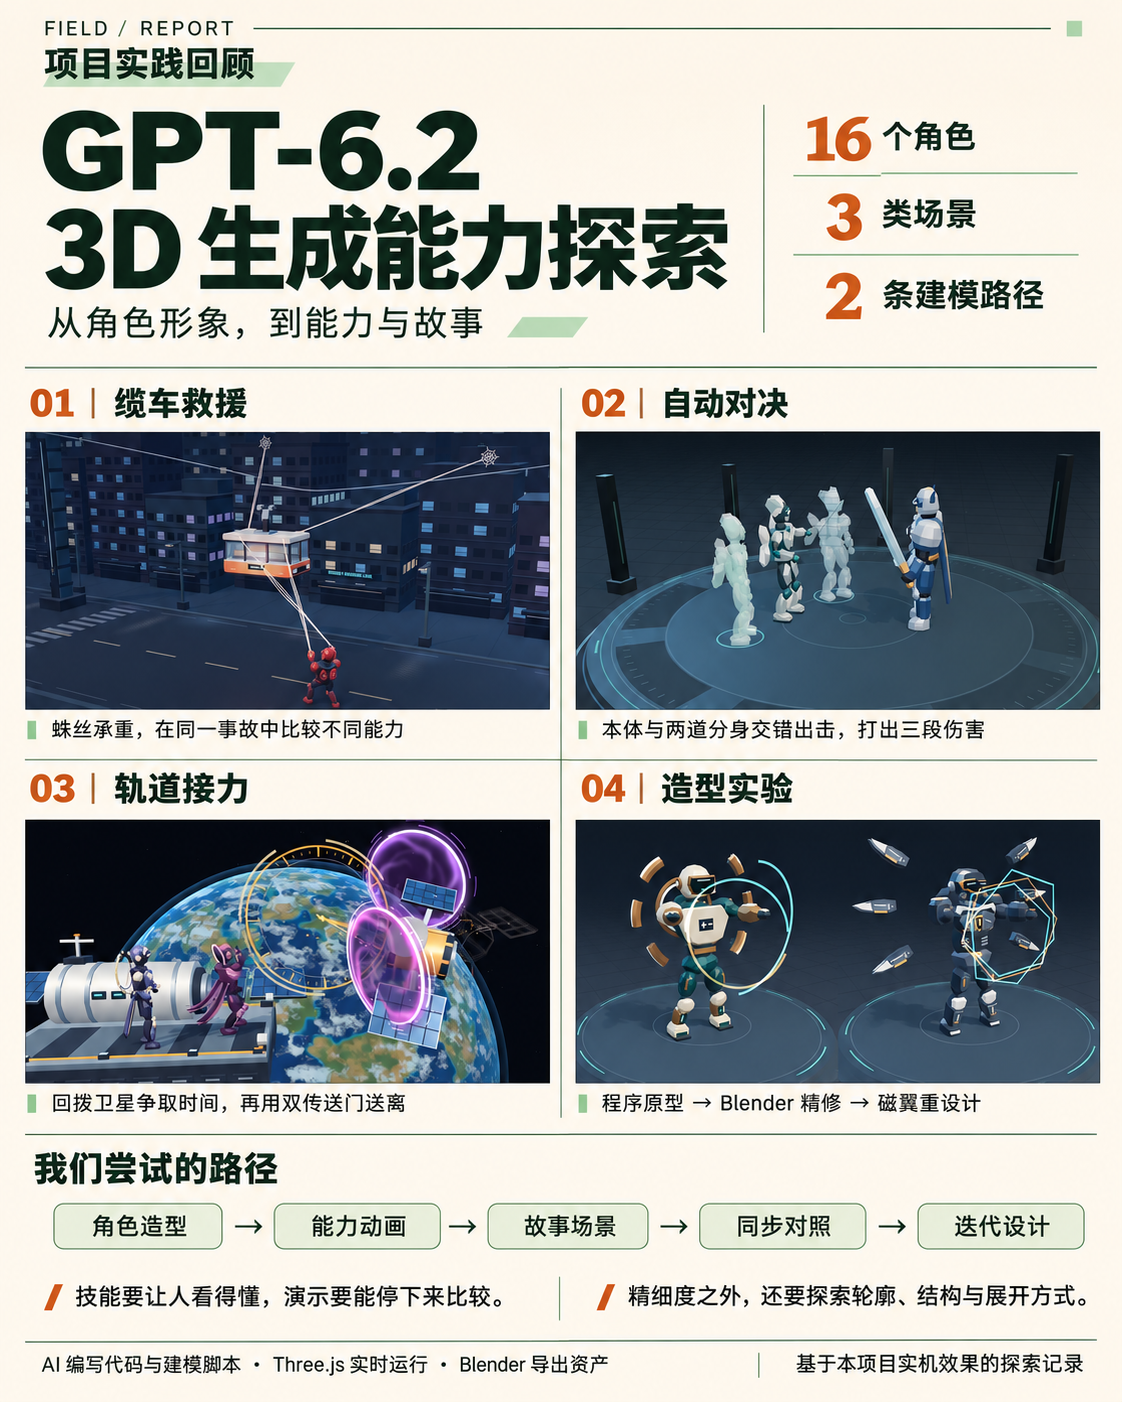 FIELD / REPORT
项目实践回顾
GPT-6.2
3D 生成能力探索
从角色形象，到能力与故事
16 个角色
3 类场景
2 条建模路径
01 | 缆车救援
蛛丝承重，在同一事故中比较不同能力
02 | 自动对决
本体与两道分身交错出击，打出三段伤害
03 | 轨道接力
回拨卫星争取时间，再用双传送门送离
04 | 造型实验
程序原型 → Blender 精修 → 磁翼重设计
我们尝试的路径
角色造型 → 能力动画 → 故事场景 → 同步对照 → 迭代设计
技能要让人看得懂，演示要能停下来比较。
精细度之外，还要探索轮廓、结构与展开方式。
AI 编写代码与建模脚本 • Three.js 实时运行 • Blender 导出资产
基于本项目实机效果的探索记录